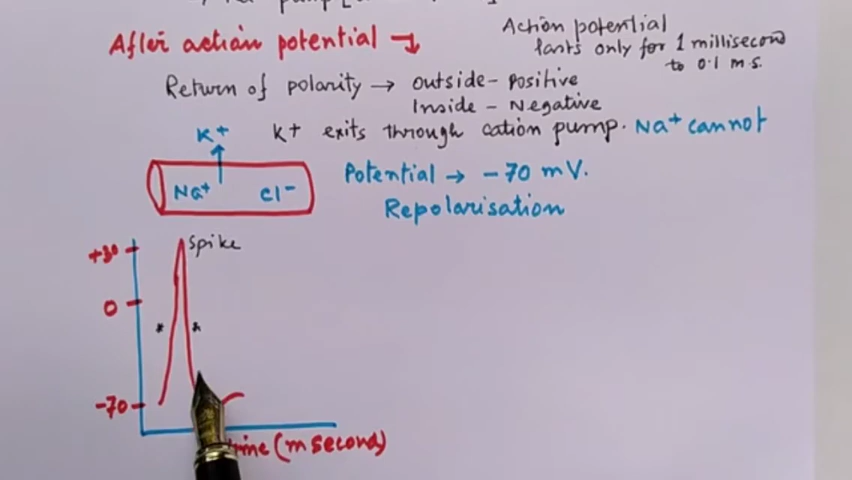 pump
After action potential
Action potential
lasts only for 1 millisecond
to 0.1 m.s.
Return of polarity → outside - Positive
Inside - Negative
K+ K+ exits through cation pump. Na+ cannot
Na+ Cl- Potential → -70 mV.
Repolarisation
+30 Spike
0
-70
(m second)